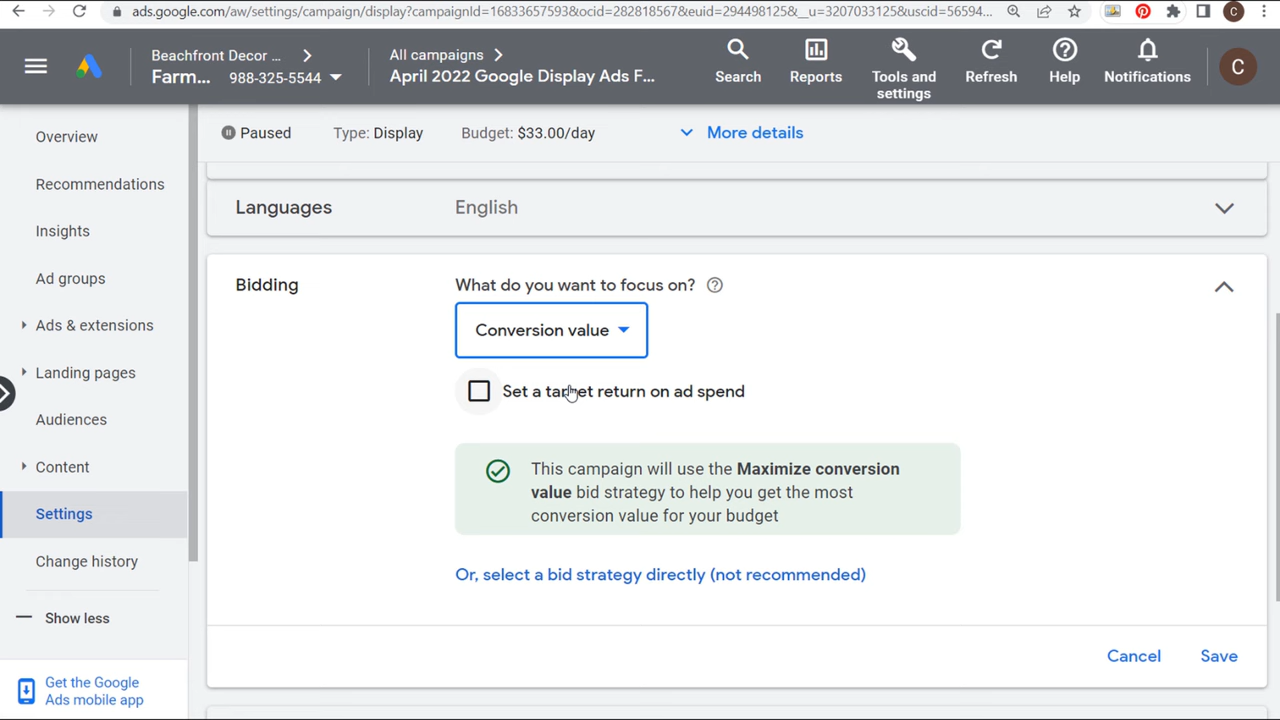 ads.google.com/aw/settings/campaign/display?campaignId=16833657593&ocid=282818567&euid=294498125&__u=3207033125&uscid=56594...
C
Beachfront Decor ...
Farm... 988-325-5544
All campaigns
April 2022 Google Display Ads F...
Search
Reports
Tools and
settings
Refresh
Help
Notifications
C
Overview
Recommendations
Insights
Ad groups
Ads & extensions
Landing pages
Audiences
Content
Settings
Change history
Show less
Get the Google
Ads mobile app
Paused Type: Display Budget: $33.00/day More details
Languages English
Bidding What do you want to focus on?
Conversion value
Set a target return on ad spend
This campaign will use the Maximize conversion
value bid strategy to help you get the most
conversion value for your budget
Or, select a bid strategy directly (not recommended)
Cancel Save